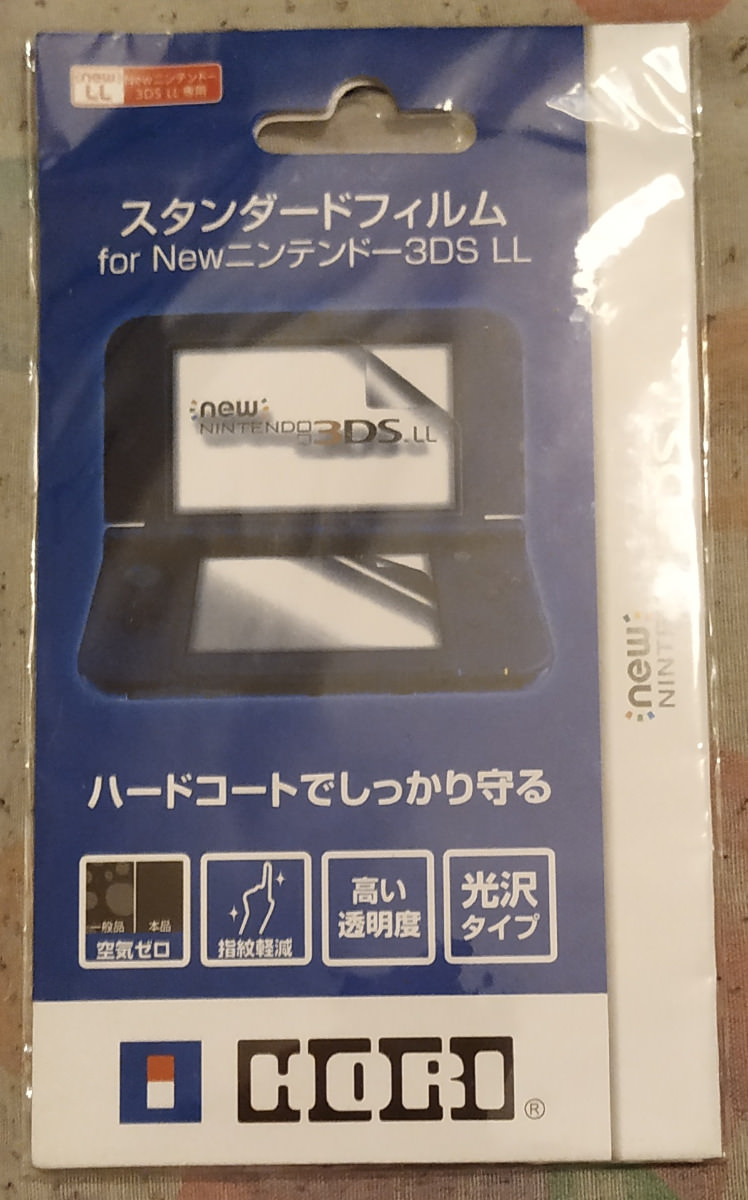 new
LL
Newニンテンドー
3DS LL 専用
スタンダードフィルム
for Newニンテンドー3DS LL
new
NINTENDO 3DS LL
ハードコートでしっかり守る
一般品 本品
空気ゼロ
指紋軽減
高い
透明度
光沢
タイプ
HORI®
new